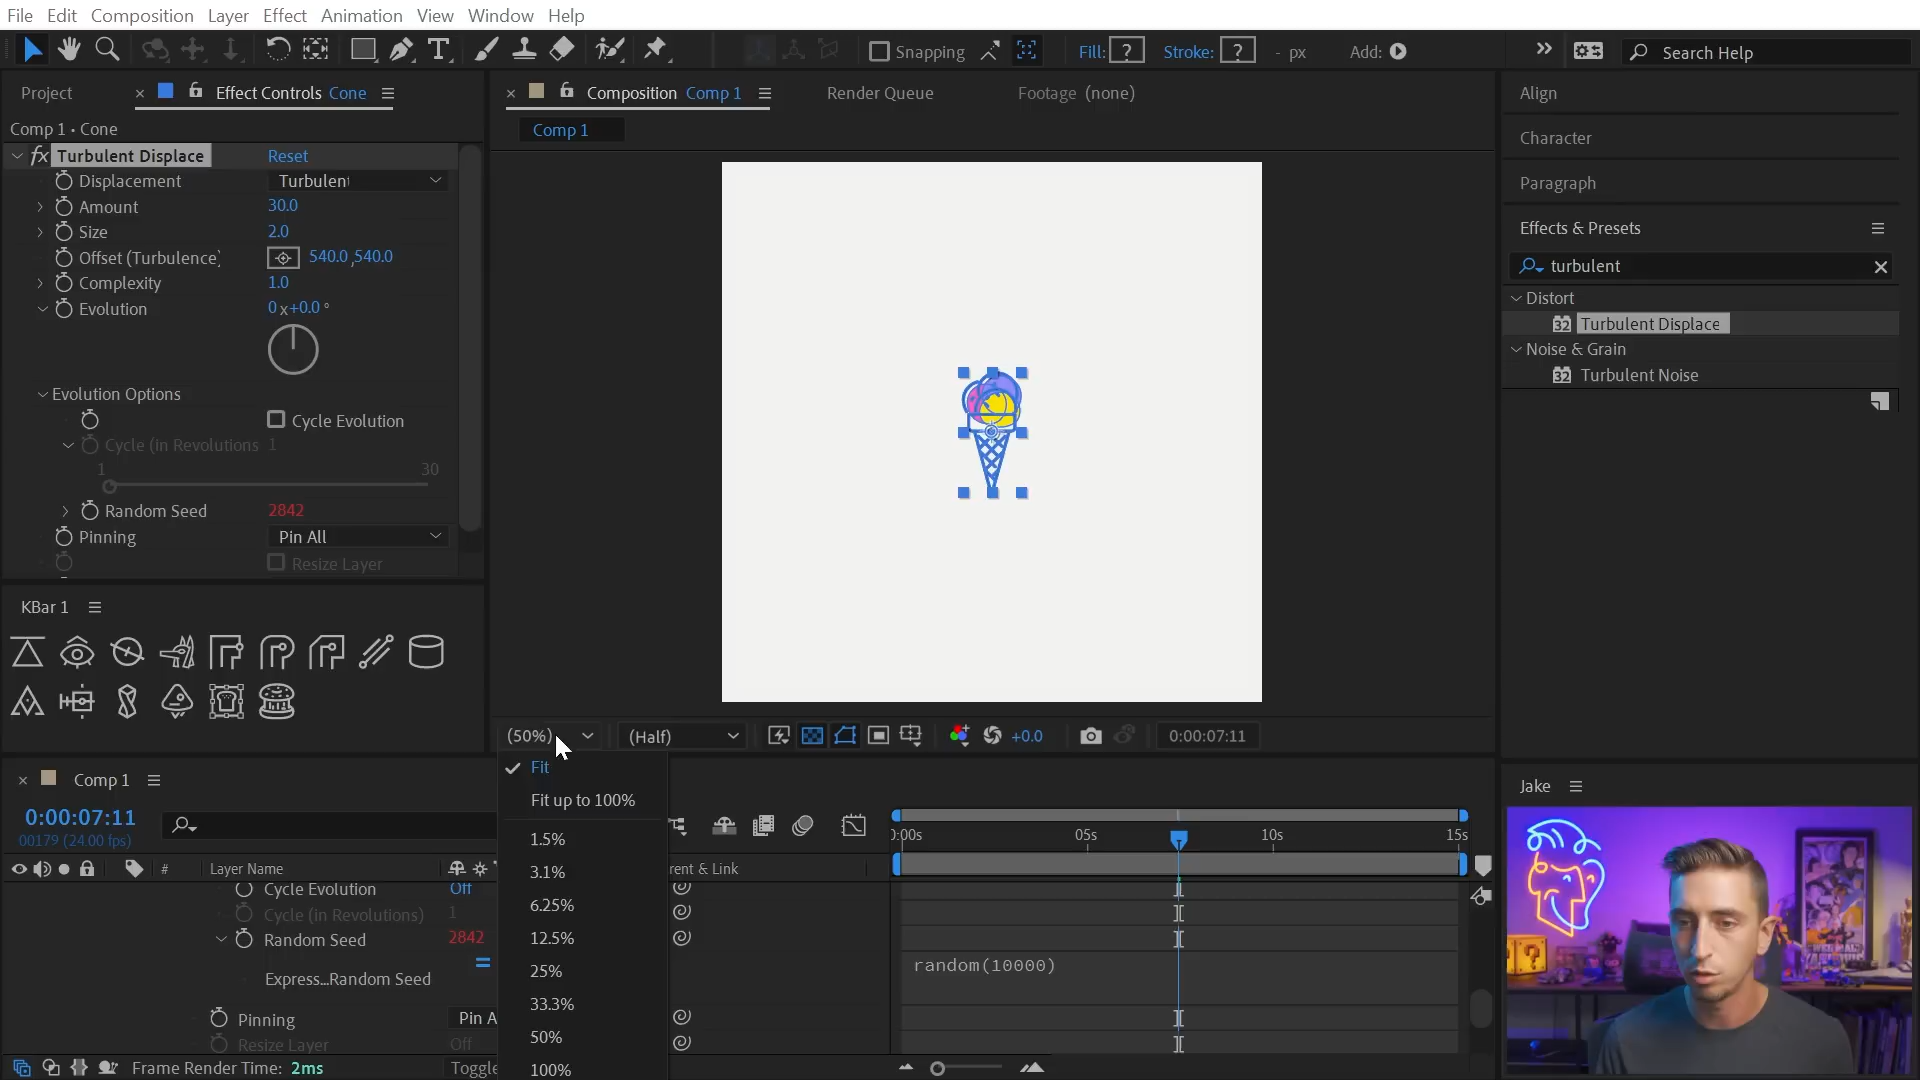 File Edit Composition Layer Effect Animation View Window Help
Snapping Fill: ? Stroke: ? - px Add: Search Help
Project Effect Controls Cone Composition Comp 1 Render Queue Footage (none) Align
Comp 1 • Cone Comp 1 Character
fx Turbulent Displace Reset
Displacement Turbulent Paragraph
Amount 30.0
Size 2.0 Effects & Presets
Offset (Turbulence) 540.0 ,540.0 turbulent
Complexity 1.0 Distort
Evolution 0 x+0.0 ° 32 Turbulent Displace
Noise & Grain
32 Turbulent Noise
Evolution Options
Cycle Evolution
Cycle (in Revolutions 1
1 30
Random Seed 2842
Pinning Pin All
Resize Layer
KBar 1
(50%) (Half) +0.0 0:00:07:11
Fit
Fit up to 100%
1.5%
3.1%
6.25%
12.5%
25%
33.3%
50%
100%
Comp 1 Jake
0:00:07:11
00179 (24.00 fps)
0:00s 05s 10s 15s
# Layer Name rent & Link
Cycle Evolution Off
Cycle (in Revolutions) 1
Random Seed 2842
Express...Random Seed random(10000)
Pinning Pin A
Resize Layer Off
Frame Render Time: 2ms Toggle